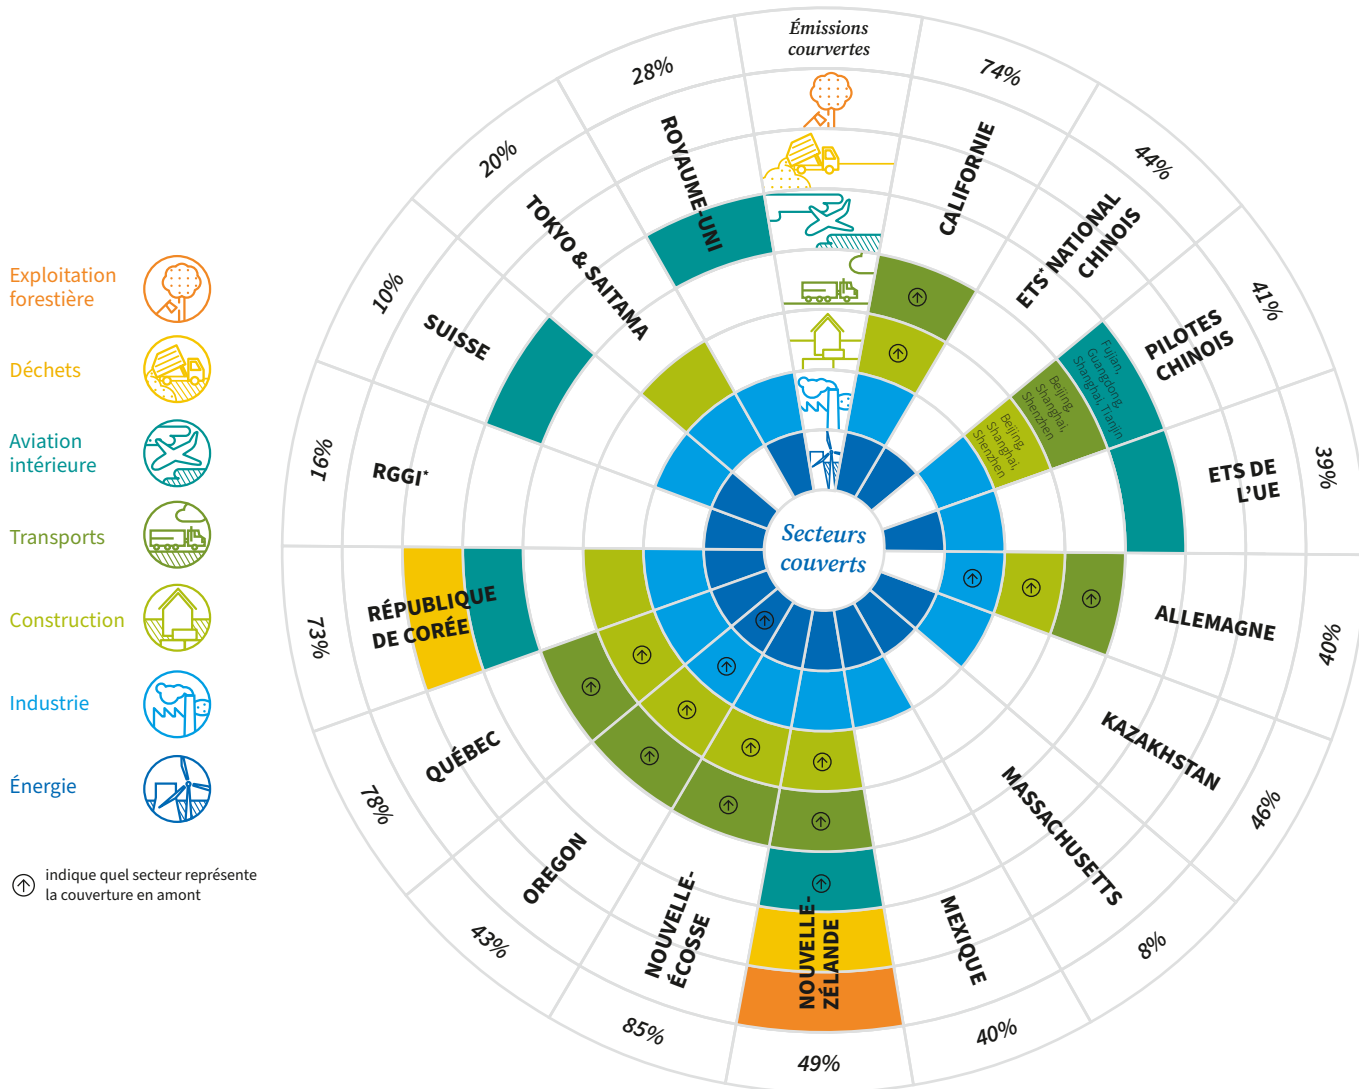 Exploitation
forestière
Déchets
Aviation
intérieure
Transports
Construction
Industrie
Énergie
indique quel secteur représente
la couverture en amont
Émissions
courvertes
Secteurs
couverts
74%
CALIFORNIE
44%
ETS* NATIONAL
CHINOIS
41%
PILOTES
CHINOIS
Fujian,
Guangdong,
Shanghai, Tianjin
Beijing,
Shanghai,
Shenzhen
Beijing,
Shanghai,
Shenzhen
39%
ETS DE
L’UE
40%
ALLEMAGNE
46%
KAZAKHSTAN
8%
MASSACHUSETTS
40%
MEXIQUE
49%
NOUVELLE-
ZÉLANDE
85%
NOUVELLE-
ÉCOSSE
43%
OREGON
78%
QUÉBEC
73%
RÉPUBLIQUE
DE CORÉE
16%
RGGI*
10%
SUISSE
20%
TOKYO & SAITAMA
28%
ROYAUME-UNI